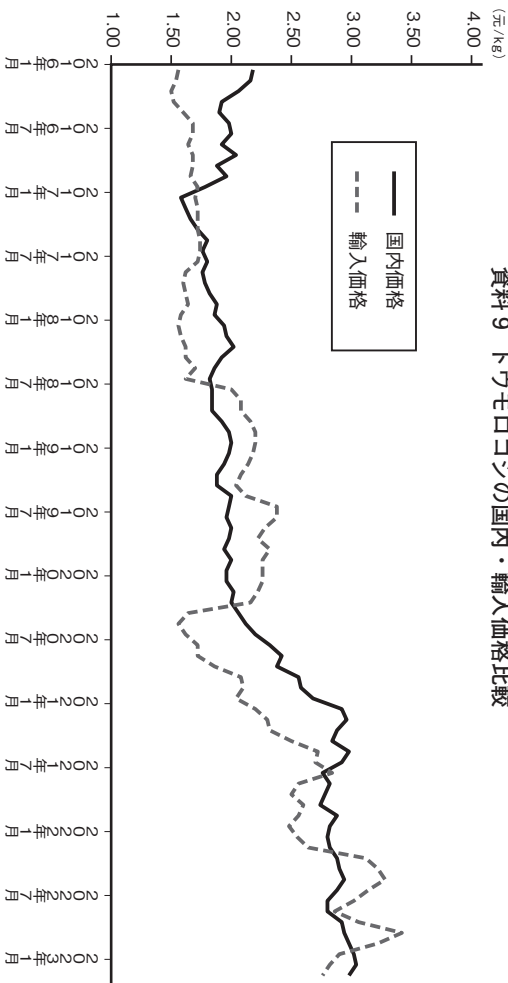 資料9 トウモロコシの国内・輸入価格比較
(元/kg)
4.00
3.50
3.00
2.50
2.00
1.50
1.00
国内価格
輸入価格
2016年1月
2016年7月
2017年1月
2017年7月
2018年1月
2018年7月
2019年1月
2019年7月
2020年1月
2020年7月
2021年1月
2021年7月
2022年1月
2022年7月
2023年1月